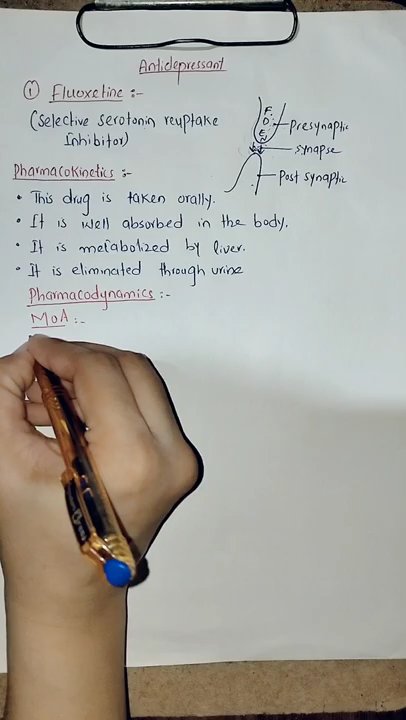 Antidepressant
① Fluoxetine :-
(Selective serotonin reuptake
Inhibitor)
Presynaptic
synapse
Post synaptic
Pharmacokinetics :-
• This drug is taken orally.
• It is well absorbed in the body.
• It is metabolized by liver.
• It is eliminated through urine
Pharmacodynamics :-
MoA :-